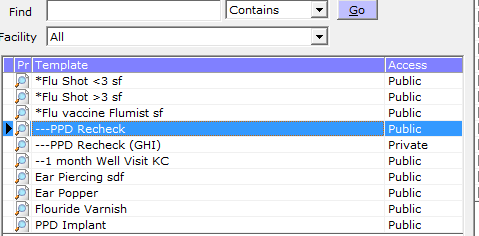 Find Contains Go
Facility All
Pr Template Access
*Flu Shot <3 sf Public
*Flu Shot >3 sf Public
*Flu vaccine Flumist sf Public
---PPD Recheck Public
---PPD Recheck (GHI) Private
--1 month Well Visit KC Public
Ear Piercing sdf Public
Ear Popper Public
Flouride Varnish Public
PPD Implant Public